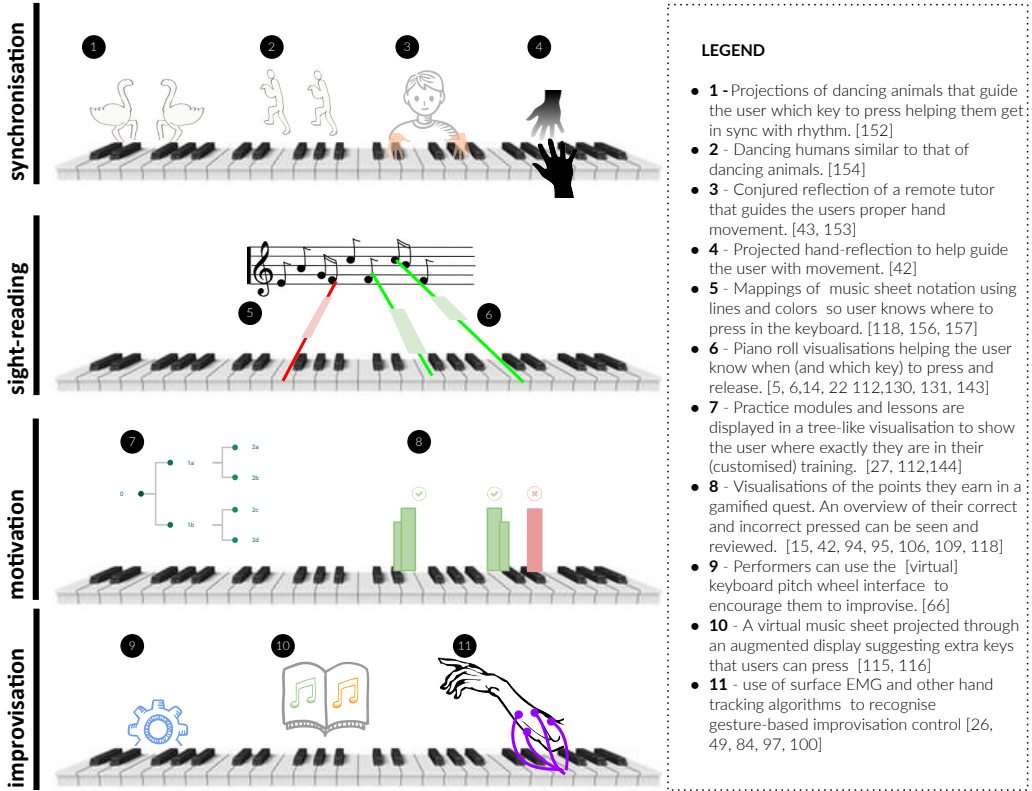 synchronisation
1
2
3
4
sight-reading
5
6
motivation
7
0
1a
1b
2a
2b
2c
2d
8
improvisation
9
10
11
LEGEND
● 1 - Projections of dancing animals that guide
the user which key to press helping them get
in sync with rhythm. [152]
● 2 - Dancing humans similar to that of
dancing animals. [154]
● 3 - Conjured reflection of a remote tutor
that guides the users proper hand
movement. [43, 153]
● 4 - Projected hand-reflection to help guide
the user with movement. [42]
● 5 - Mappings of music sheet notation using
lines and colors so user knows where to
press in the keyboard. [118, 156, 157]
● 6 - Piano roll visualisations helping the user
know when (and which key) to press and
release. [5, 6,14, 22 112,130, 131, 143]
● 7 - Practice modules and lessons are
displayed in a tree-like visualisation to show
the user where exactly they are in their
(customised) training. [27, 112,144]
● 8 - Visualisations of the points they earn in a
gamified quest. An overview of their correct
and incorrect pressed can be seen and
reviewed. [15, 42, 94, 95, 106, 109, 118]
● 9 - Performers can use the [virtual]
keyboard pitch wheel interface to
encourage them to improvise. [66]
● 10 - A virtual music sheet projected through
an augmented display suggesting extra keys
that users can press [115, 116]
● 11 - use of surface EMG and other hand
tracking algorithms to recognise
gesture-based improvisation control [26,
49, 84, 97, 100]